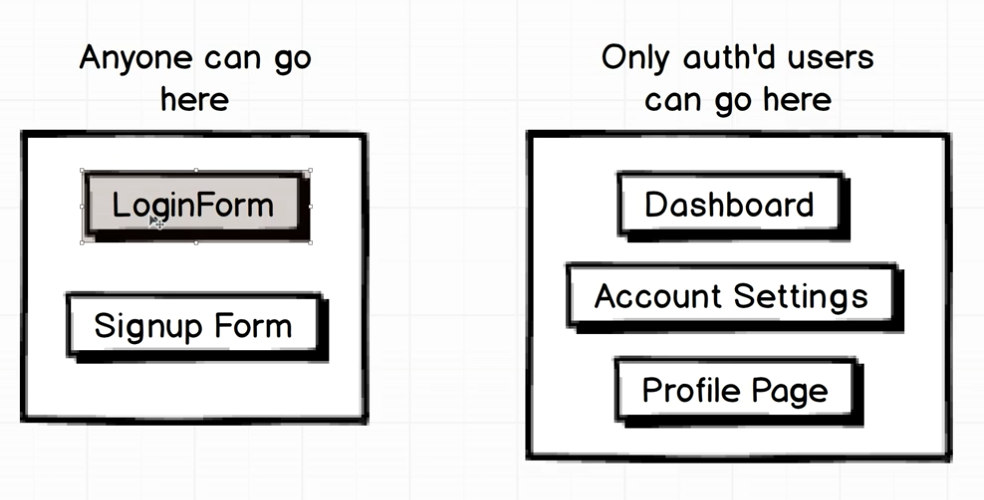 Anyone can go
here
LoginForm
Signup Form
Only auth'd users
can go here
Dashboard
Account Settings
Profile Page